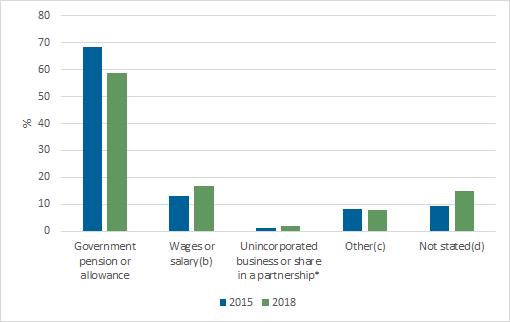 80
70
60
50
40
30
20
10
0
%
Government
pension or
allowance
Wages or
salary(b)
Unincorporated
business or share
in a partnership*
Other(c)
Not stated(d)
2015 2018